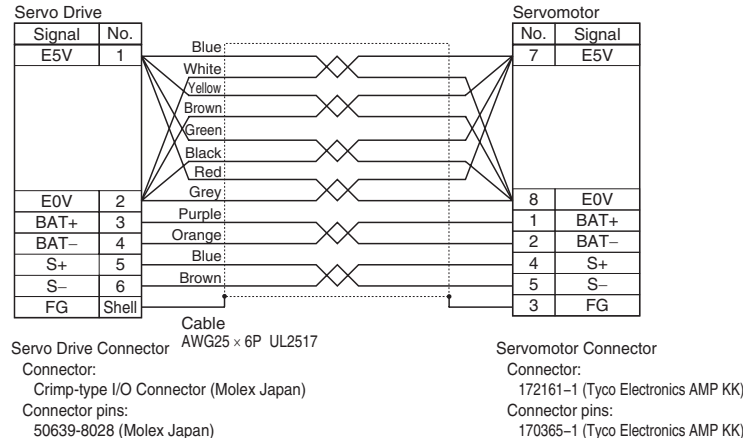 Servo Drive
Servomotor
Signal No.
No. Signal
E5V 1
7 E5V
Blue
White
Yellow
Brown
Green
Black
Red
Grey
E0V 2
8 E0V
Purple
BAT+ 3
1 BAT+
Orange
BAT− 4
2 BAT−
Blue
S+ 5
4 S+
Brown
S− 6
5 S−
FG Shell
3 FG
Cable
AWG25 × 6P UL2517
Servo Drive Connector
Connector:
Crimp-type I/O Connector (Molex Japan)
Connector pins:
50639-8028 (Molex Japan)
Servomotor Connector
Connector:
172161−1 (Tyco Electronics AMP KK)
Connector pins:
170365−1 (Tyco Electronics AMP KK)